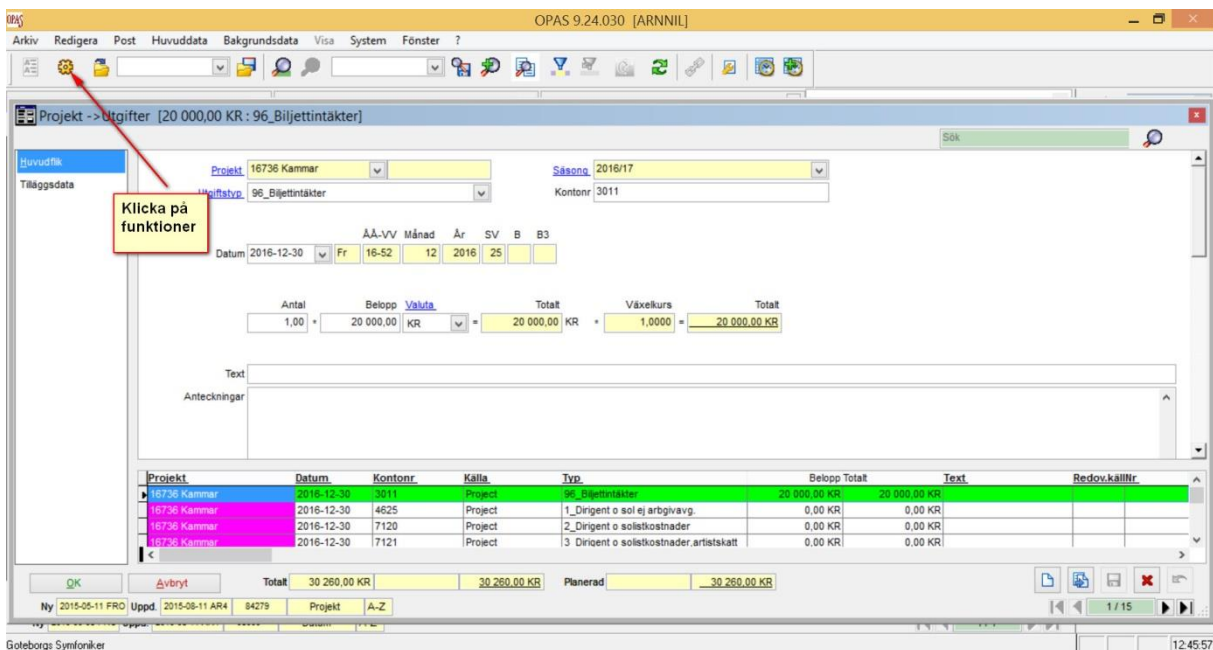 OPAS
OPAS 9.24.030 [ARNNIL]
Arkiv Redigera Post Huvuddata Bakgrundsdata Visa System Fönster ?
Projekt ->Utgifter [20 000,00 KR : 96_Biljettintäkter]
Sök
Huvudflik
Tilläggsdata
Klicka på
funktioner
Projekt 16736 Kammar Säsong 2016/17
Utgiftstyp 96_Biljettintäkter Kontonr 3011
ÅÅ-VV Månad År SV B B3
Datum 2016-12-30 Fr 16-52 12 2016 25
Antal Belopp Valuta Totalt Växelkurs Totalt
1,00 * 20 000,00 KR = 20 000,00 KR * 1,0000 = 20 000,00 KR
Text
Anteckningar
Projekt Datum Kontonr Källa Typ Belopp Totalt Text Redov.källNr
16736 Kammar 2016-12-30 3011 Project 96_Biljettintäkter 20 000,00 KR 20 000,00 KR
16736 Kammar 2016-12-30 4625 Project 1_Dirigent o sol ej arbgivavg. 0,00 KR 0,00 KR
16736 Kammar 2016-12-30 7120 Project 2_Dirigent o solistkostnader 0,00 KR 0,00 KR
16736 Kammar 2016-12-30 7121 Project 3_Dirigent o solistkostnader,artistskatt 0,00 KR 0,00 KR
OK Avbryt Totalt 30 260,00 KR 30 260,00 KR Planerad 30 260,00 KR
Ny 2015-05-11 FRO Uppd. 2015-08-11 AR4 84279 Projekt A-Z 1 / 15
Goteborgs Symfoniker 12:45:57